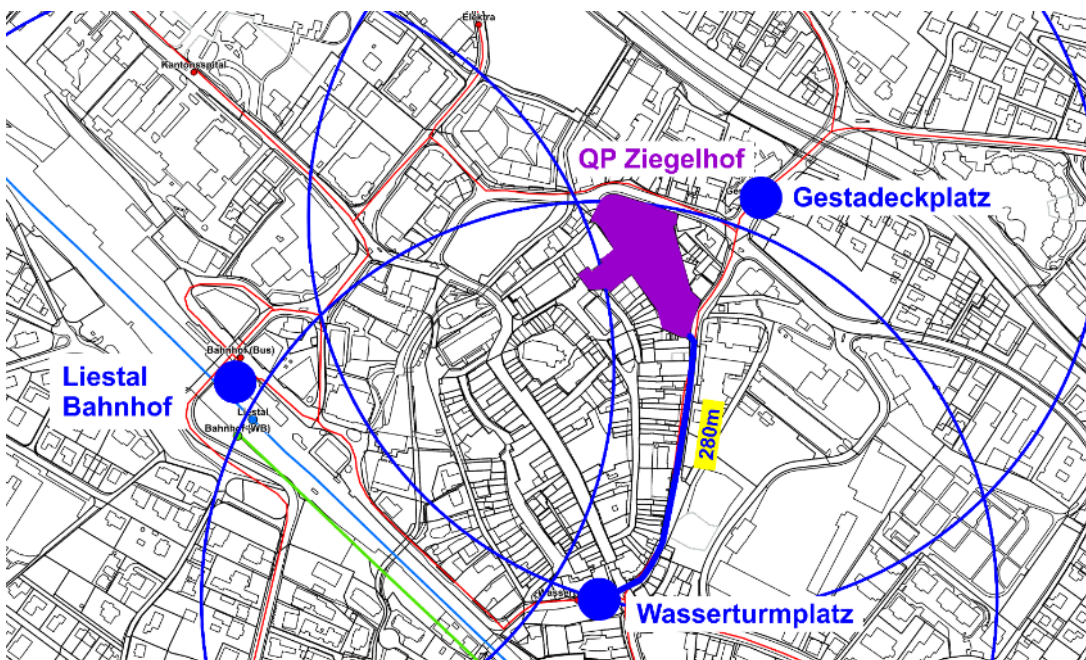 Elektra
Kantonsspital
QP Ziegelhof
Gestadeckplatz
Bahnhof (Bus)
Liestal
Bahnhof
Liestal
Bahnhof (WB)
280m
Wasserturmplatz